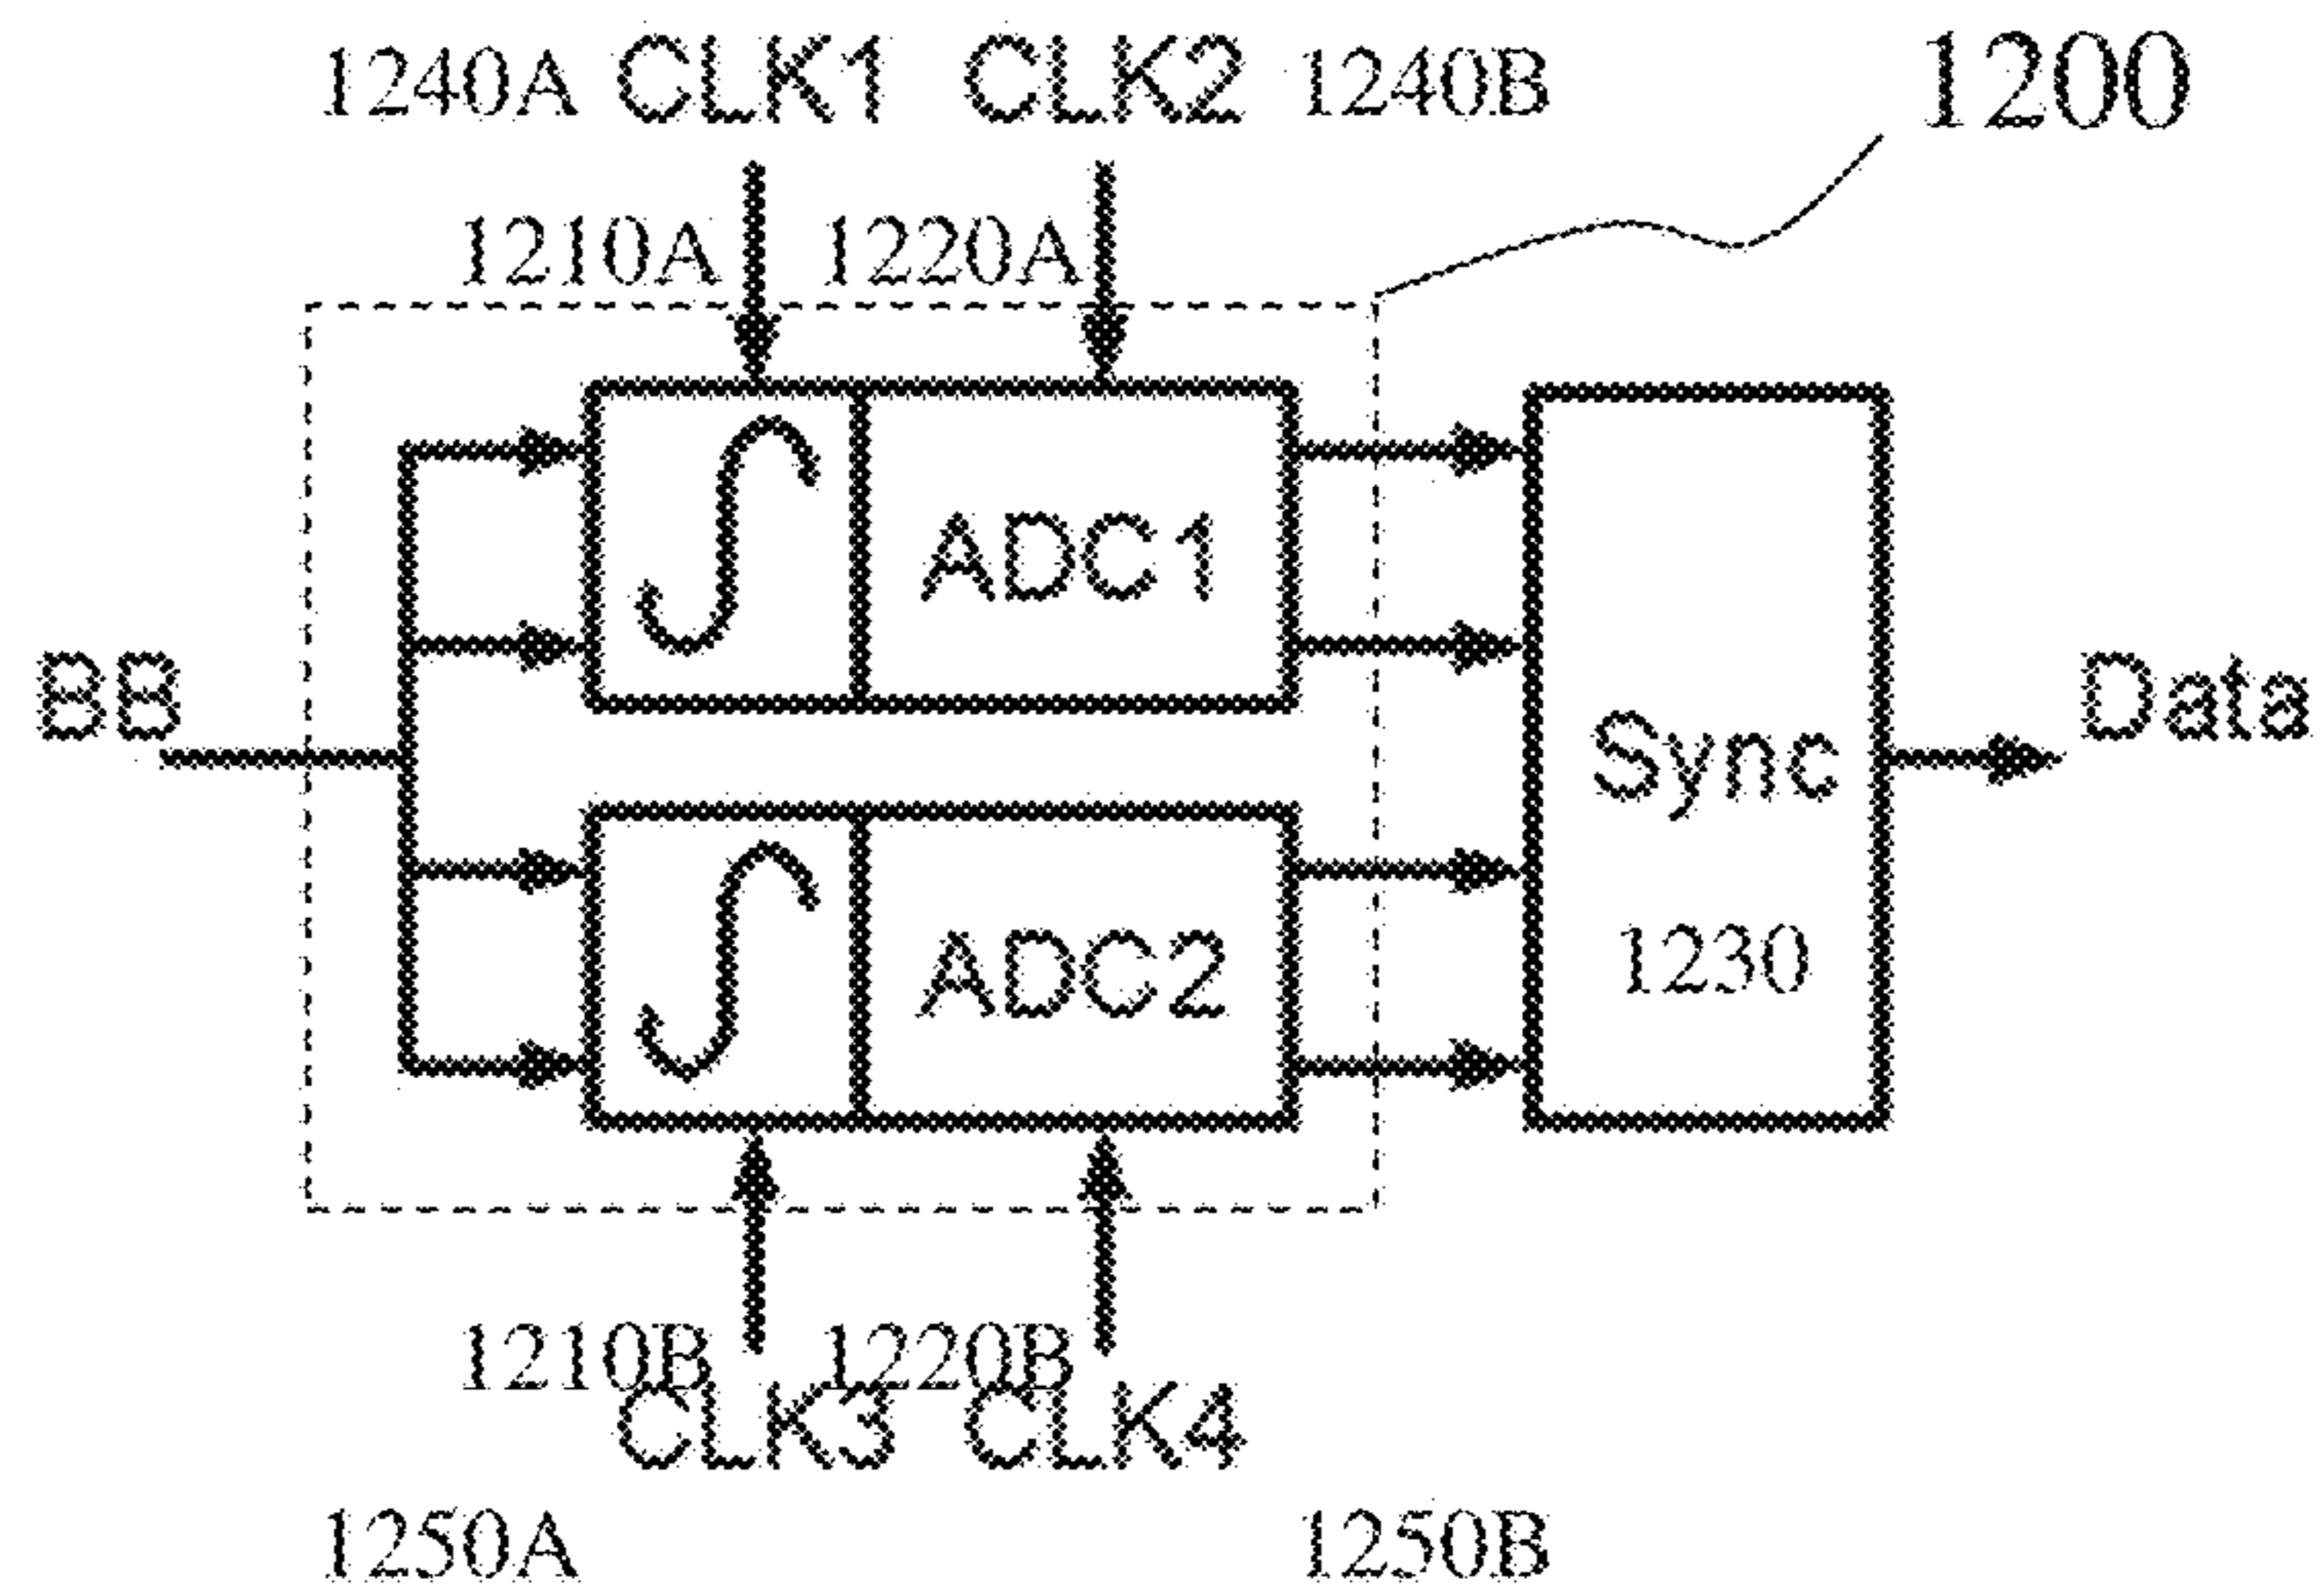 1240A CLK1 CLK2 1240B 1200
1210A 1220A
ADC1
BB Data
Sync
ADC2 1230
1210B 1220B
CLK3 CLK4
1250A 1250B